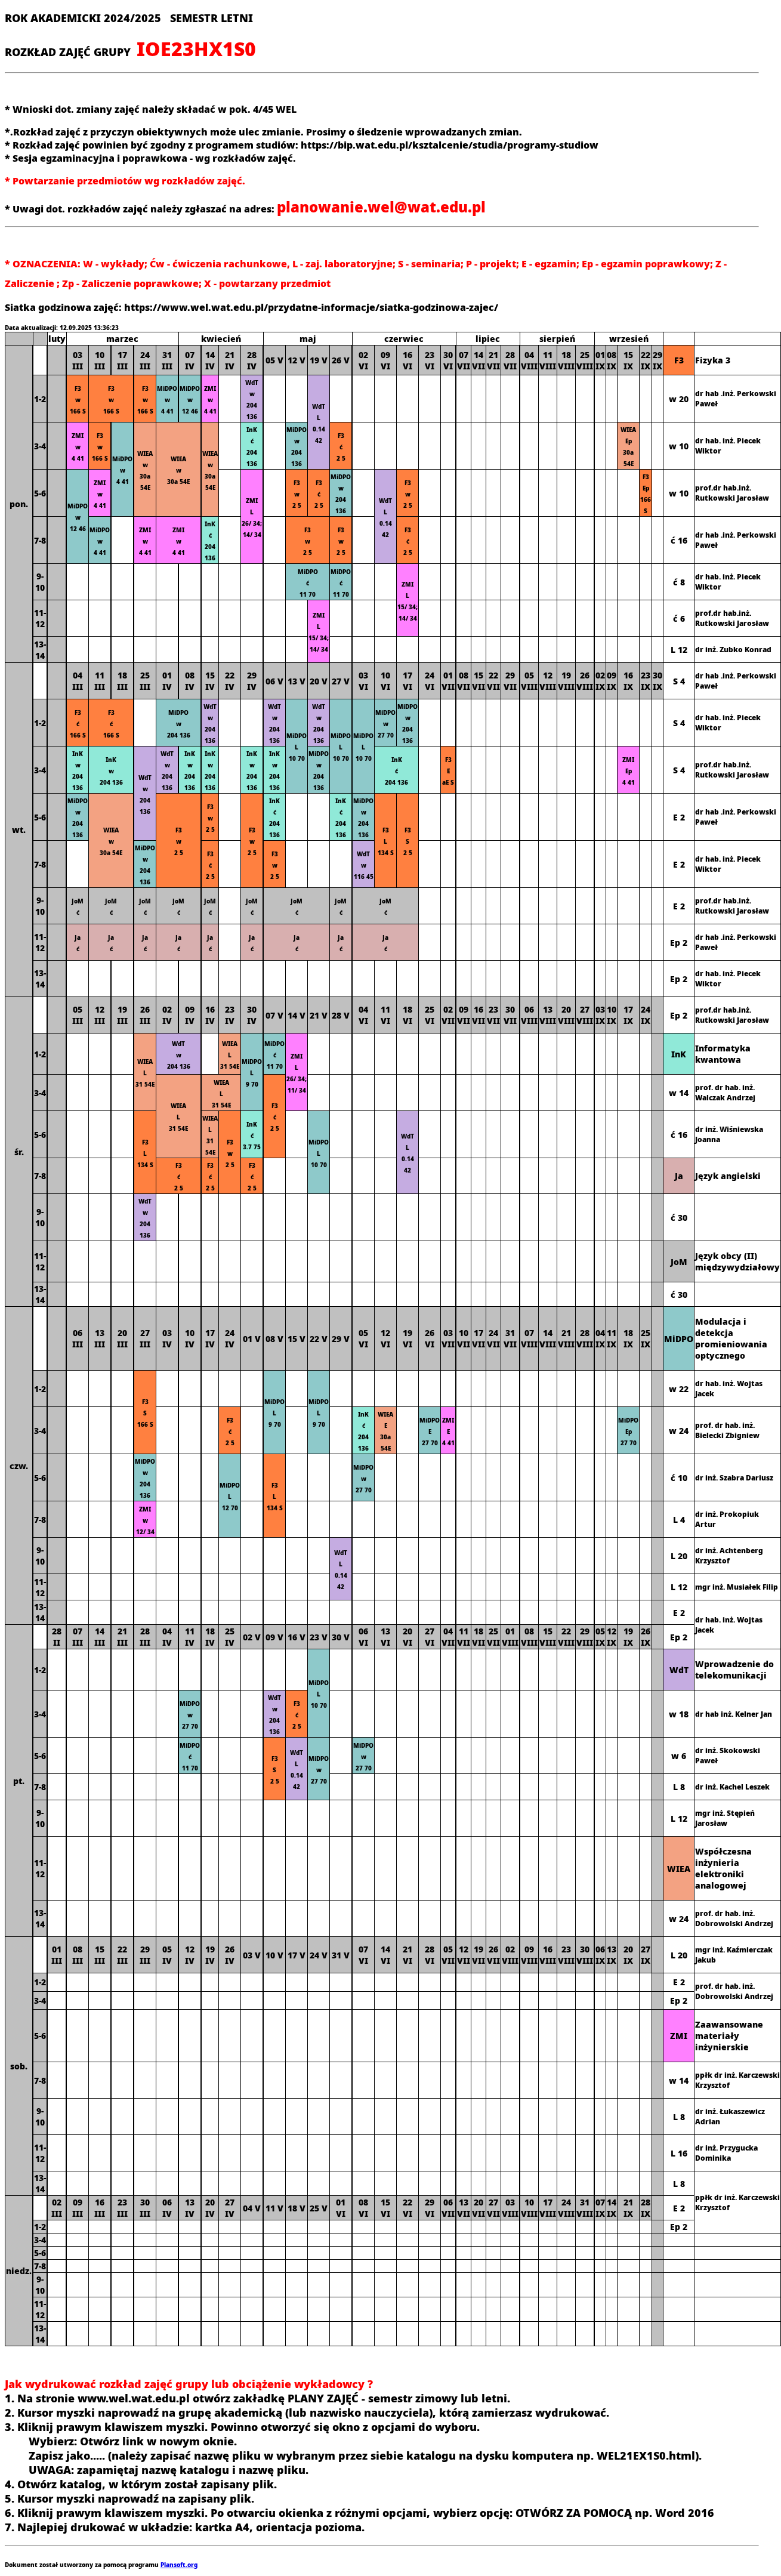 ROK AKADEMICKI 2024/2025 SEMESTR LETNI
ROZKŁAD ZAJĘĆ GRUPY IOE23HX1S0
* Wnioski dot. zmiany zajęć należy składać w pok. 4/45 WEL
*.Rozkład zajęć z przyczyn obiektywnych może ulec zmianie. Prosimy o śledzenie wprowadzanych zmian.
* Rozkład zajęć powinien być zgodny z programem studiów: https://bip.wat.edu.pl/ksztalcenie/studia/programy-studiow
* Sesja egzaminacyjna i poprawkowa - wg rozkładów zajęć.
* Powtarzanie przedmiotów wg rozkładów zajęć.
* Uwagi dot. rozkładów zajęć należy zgłaszać na adres: planowanie.wel@wat.edu.pl
* OZNACZENIA: W - wykłady; Ćw - ćwiczenia rachunkowe, L - zaj. laboratoryjne; S - seminaria; P - projekt; E - egzamin; Ep - egzamin poprawkowy; Z -
Zaliczenie ; Zp - Zaliczenie poprawkowe; X - powtarzany przedmiot
Siatka godzinowa zajęć: https://www.wel.wat.edu.pl/przydatne-informacje/siatka-godzinowa-zajec/
Data aktualizacji: 12.09.2025 13:36:23
luty marzec kwiecień maj czerwiec lipiec sierpień wrzesień
pon. 03 III 10 III 17 III 24 III 31 III 07 IV 14 IV 21 IV 28 IV 05 V 12 V 19 V 26 V 02 VI 09 VI 16 VI 23 VI 30 VI 07 VII 14 VII 21 VII 28 VII 04 VIII 11 VIII 18 VIII 25 VIII 01 IX 08 IX 15 IX 22 IX 29 IX F3 Fizyka 3
1-2 F3 w 166 S F3 w 166 S F3 w 166 S MiDPO w 4 41 MiDPO w 12 46 ZMI w 4 41 WdT w 204 136 WdT L 0.14 42 w 20 dr hab .inż. Perkowski Paweł
3-4 ZMI w 4 41 F3 w 166 S MiDPO w 4 41 WIEA w 30a 54E WIEA w 30a 54E WIEA w 30a 54E InK ć 204 136 MiDPO w 204 136 F3 ć 2 5 WIEA Ep 30a 54E w 10 dr hab. inż. Piecek Wiktor
5-6 MiDPO w 12 46 ZMI w 4 41 ZMI L 26/ 34; 14/ 34 F3 w 2 5 F3 ć 2 5 MiDPO w 204 136 WdT L 0.14 42 F3 w 2 5 F3 Ep 166 S w 10 prof.dr hab.inż. Rutkowski Jarosław
7-8 MiDPO w 4 41 ZMI w 4 41 ZMI w 4 41 InK ć 204 136 F3 w 2 5 F3 w 2 5 F3 ć 2 5 ć 16 dr hab .inż. Perkowski Paweł
9-10 MiDPO ć 11 70 MiDPO ć 11 70 ZMI L 15/ 34; 14/ 34 ć 8 dr hab. inż. Piecek Wiktor
11-12 ZMI L 15/ 34; 14/ 34 ć 6 prof.dr hab.inż. Rutkowski Jarosław
13-14 L 12 dr inż. Zubko Konrad
wt. 04 III 11 III 18 III 25 III 01 IV 08 IV 15 IV 22 IV 29 IV 06 V 13 V 20 V 27 V 03 VI 10 VI 17 VI 24 VI 01 VII 08 VII 15 VII 22 VII 29 VII 05 VIII 12 VIII 19 VIII 26 VIII 02 IX 09 IX 16 IX 23 IX 30 IX S 4 dr hab .inż. Perkowski Paweł
1-2 F3 ć 166 S F3 ć 166 S MiDPO w 204 136 WdT w 204 136 WdT w 204 136 MiDPO L 10 70 WdT w 204 136 MiDPO L 10 70 MiDPO L 10 70 MiDPO w 27 70 MiDPO w 204 136 S 4 dr hab. inż. Piecek Wiktor
3-4 InK w 204 136 InK w 204 136 WdT w 204 136 WdT w 204 136 InK w 204 136 InK w 204 136 InK w 204 136 InK w 204 136 MiDPO w 204 136 InK ć 204 136 F3 E aE S ZMI Ep 4 41 S 4 prof.dr hab.inż. Rutkowski Jarosław
5-6 MiDPO w 204 136 WIEA w 30a 54E F3 w 2 5 F3 w 2 5 F3 w 2 5 InK ć 204 136 InK ć 204 136 MiDPO w 204 136 F3 L 134 S F3 S 2 5 E 2 dr hab .inż. Perkowski Paweł
7-8 MiDPO w 204 136 F3 ć 2 5 F3 w 2 5 WdT w 116 45 E 2 dr hab. inż. Piecek Wiktor
9-10 JoM ć JoM ć JoM ć JoM ć JoM ć JoM ć JoM ć JoM ć JoM ć E 2 prof.dr hab.inż. Rutkowski Jarosław
11-12 Ja ć Ja ć Ja ć Ja ć Ja ć Ja ć Ja ć Ja ć Ja ć Ep 2 dr hab .inż. Perkowski Paweł
13-14 Ep 2 dr hab. inż. Piecek Wiktor
śr. 05 III 12 III 19 III 26 III 02 IV 09 IV 16 IV 23 IV 30 IV 07 V 14 V 21 V 28 V 04 VI 11 VI 18 VI 25 VI 02 VII 09 VII 16 VII 23 VII 30 VII 06 VIII 13 VIII 20 VIII 27 VIII 03 IX 10 IX 17 IX 24 IX Ep 2 prof.dr hab.inż. Rutkowski Jarosław
1-2 WIEA L 31 54E WdT w 204 136 WIEA L 31 54E MiDPO L 9 70 MiDPO ć 11 70 ZMI L 26/ 34; 11/ 34 InK Informatyka kwantowa
3-4 WIEA L 31 54E WIEA L 31 54E F3 ć 2 5 w 14 prof. dr hab. inż. Walczak Andrzej
5-6 F3 L 134 S WIEA L 31 54E F3 w 2 5 InK ć 3.7 75 MiDPO L 10 70 WdT L 0.14 42 ć 16 dr inż. Wiśniewska Joanna
7-8 F3 ć 2 5 F3 ć 2 5 F3 ć 2 5 Ja Język angielski
9-10 WdT w 204 136 ć 30
11-12 JoM Język obcy (II) międzywydziałowy
13-14 ć 30
czw. 06 III 13 III 20 III 27 III 03 IV 10 IV 17 IV 24 IV 01 V 08 V 15 V 22 V 29 V 05 VI 12 VI 19 VI 26 VI 03 VII 10 VII 17 VII 24 VII 31 VII 07 VIII 14 VIII 21 VIII 28 VIII 04 IX 11 IX 18 IX 25 IX MiDPO Modulacja i detekcja promieniowania optycznego
1-2 F3 S 166 S MiDPO L 9 70 MiDPO L 9 70 w 22 dr hab. inż. Wojtas Jacek
3-4 F3 ć 2 5 InK ć 204 136 WIEA E 30a 54E MiDPO E 27 70 ZMI E 4 41 MiDPO Ep 27 70 w 24 prof. dr hab. inż. Bielecki Zbigniew
5-6 MiDPO w 204 136 MiDPO L 12 70 F3 L 134 S MiDPO w 27 70 ć 10 dr inż. Szabra Dariusz
7-8 ZMI w 12/ 34 L 4 dr inż. Prokopiuk Artur
9-10 WdT L 0.14 42 L 20 dr inż. Achtenberg Krzysztof
11-12 L 12 mgr inż. Musiałek Filip
13-14 E 2 dr hab. inż. Wojtas Jacek
pt. 28 II 07 III 14 III 21 III 28 III 04 IV 11 IV 18 IV 25 IV 02 V 09 V 16 V 23 V 30 V 06 VI 13 VI 20 VI 27 VI 04 VII 11 VII 18 VII 25 VII 01 VIII 08 VIII 15 VIII 22 VIII 29 VIII 05 IX 12 IX 19 IX 26 IX Ep 2
1-2 MiDPO L 10 70 WdT Wprowadzenie do telekomunikacji
3-4 MiDPO w 27 70 WdT w 204 136 F3 ć 2 5 w 18 dr hab inż. Kelner Jan
5-6 MiDPO ć 11 70 F3 S 2 5 WdT L 0.14 42 MiDPO w 27 70 MiDPO w 27 70 w 6 dr inż. Skokowski Paweł
7-8 L 8 dr inż. Kachel Leszek
9-10 L 12 mgr inż. Stępień Jarosław
11-12 WIEA Współczesna inżynieria elektroniki analogowej
13-14 w 24 prof. dr hab. inż. Dobrowolski Andrzej
sob. 01 III 08 III 15 III 22 III 29 III 05 IV 12 IV 19 IV 26 IV 03 V 10 V 17 V 24 V 31 V 07 VI 14 VI 21 VI 28 VI 05 VII 12 VII 19 VII 26 VII 02 VIII 09 VIII 16 VIII 23 VIII 30 VIII 06 IX 13 IX 20 IX 27 IX L 20 mgr inż. Kaźmierczak Jakub
1-2 E 2 prof. dr hab. inż. Dobrowolski Andrzej
3-4 Ep 2
5-6 ZMI Zaawansowane materiały inżynierskie
7-8 w 14 ppłk dr inż. Karczewski Krzysztof
9-10 L 8 dr inż. Łukaszewicz Adrian
11-12 L 16 dr inż. Przygucka Dominika
13-14 L 8 ppłk dr inż. Karczewski Krzysztof
niedz. 02 III 09 III 16 III 23 III 30 III 06 IV 13 IV 20 IV 27 IV 04 V 11 V 18 V 25 V 01 VI 08 VI 15 VI 22 VI 29 VI 06 VII 13 VII 20 VII 27 VII 03 VIII 10 VIII 17 VIII 24 VIII 31 VIII 07 IX 14 IX 21 IX 28 IX E 2
1-2 Ep 2
3-4
5-6
7-8
9-10
11-12
13-14
Jak wydrukować rozkład zajęć grupy lub obciążenie wykładowcy ?
1. Na stronie www.wel.wat.edu.pl otwórz zakładkę PLANY ZAJĘĆ - semestr zimowy lub letni.
2. Kursor myszki naprowadź na grupę akademicką (lub nazwisko nauczyciela), którą zamierzasz wydrukować.
3. Kliknij prawym klawiszem myszki. Powinno otworzyć się okno z opcjami do wyboru.
Wybierz: Otwórz link w nowym oknie.
Zapisz jako..... (należy zapisać nazwę pliku w wybranym przez siebie katalogu na dysku komputera np. WEL21EX1S0.html).
UWAGA: zapamiętaj nazwę katalogu i nazwę pliku.
4. Otwórz katalog, w którym został zapisany plik.
5. Kursor myszki naprowadź na zapisany plik.
6. Kliknij prawym klawiszem myszki. Po otwarciu okienka z różnymi opcjami, wybierz opcję: OTWÓRZ ZA POMOCĄ np. Word 2016
7. Najlepiej drukować w układzie: kartka A4, orientacja pozioma.
Dokument został utworzony za pomocą programu Plansoft.org